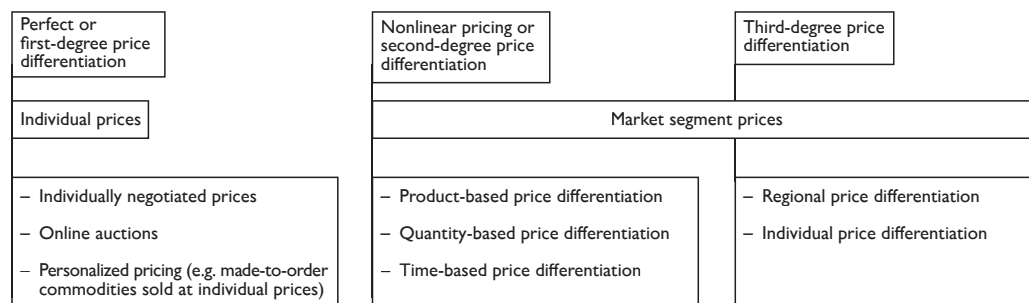 Perfect or
first-degree price
differentiation
Nonlinear pricing or
second-degree price
differentiation
Third-degree price
differentiation
Individual prices
Market segment prices
– Individually negotiated prices
– Online auctions
– Personalized pricing (e.g. made-to-order
commodities sold at individual prices)
– Product-based price differentiation
– Quantity-based price differentiation
– Time-based price differentiation
– Regional price differentiation
– Individual price differentiation